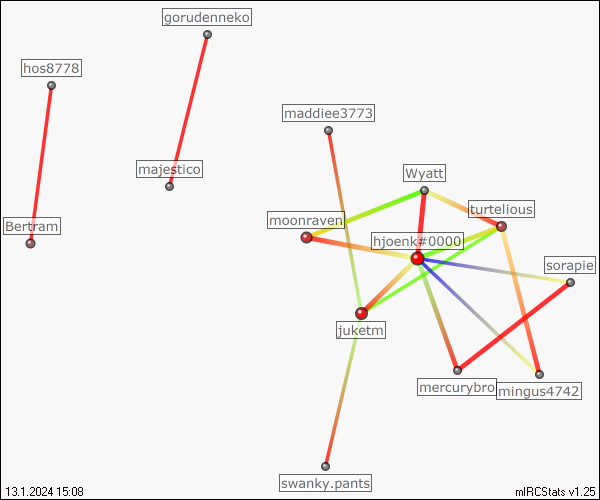 gorudenneko
hos8778
maddiee3773
majestico
Wyatt
turtelious
moonraven
Bertram
hjoenk#0000
sorapie
juketm
mercurybro
mingus4742
swanky.pants
13.1.2024 15:08
mIRCStats v1.25